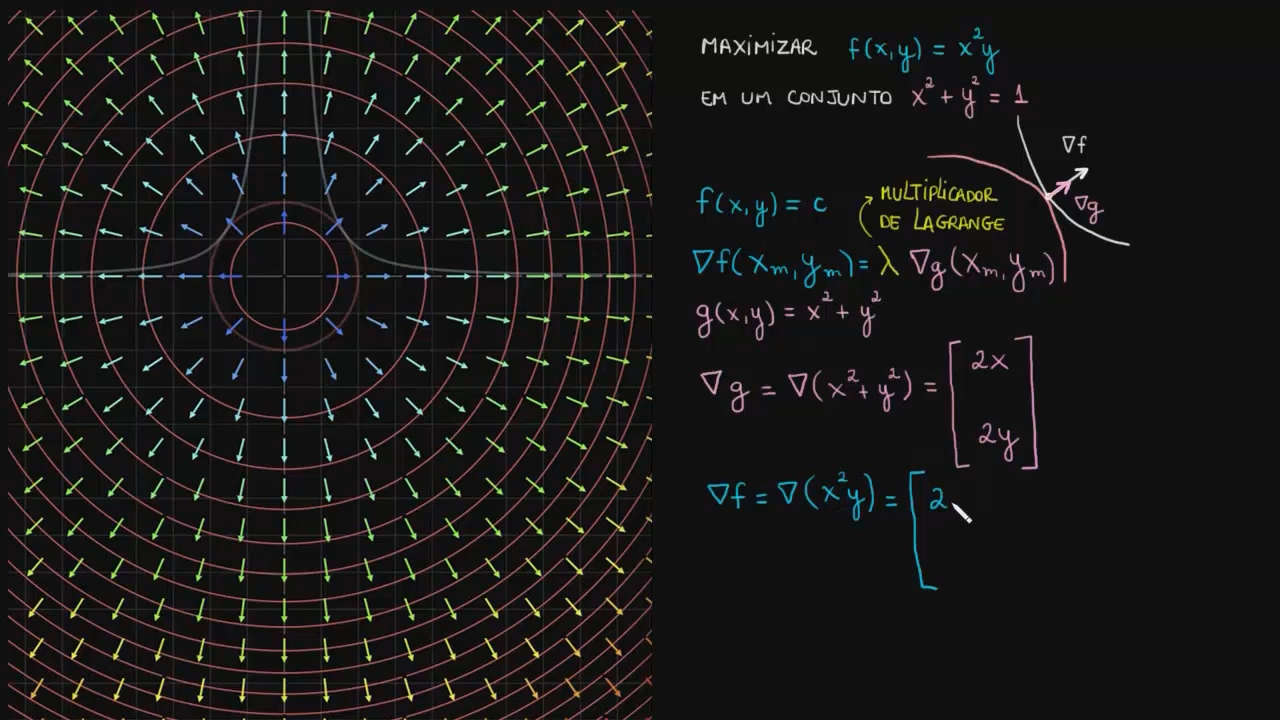 MAXIMIZAR f(x,y) = x²y
EM UM CONJUNTO x² + y² = 1
∇f
∇g
f(x,y) = c
MULTIPLICADOR
DE LAGRANGE
∇f(xₘ,yₘ) = λ ∇g(xₘ,yₘ)
g(x,y) = x² + y²
∇g = ∇(x² + y²) = [2x
2y]
∇f = ∇(x²y) = [2